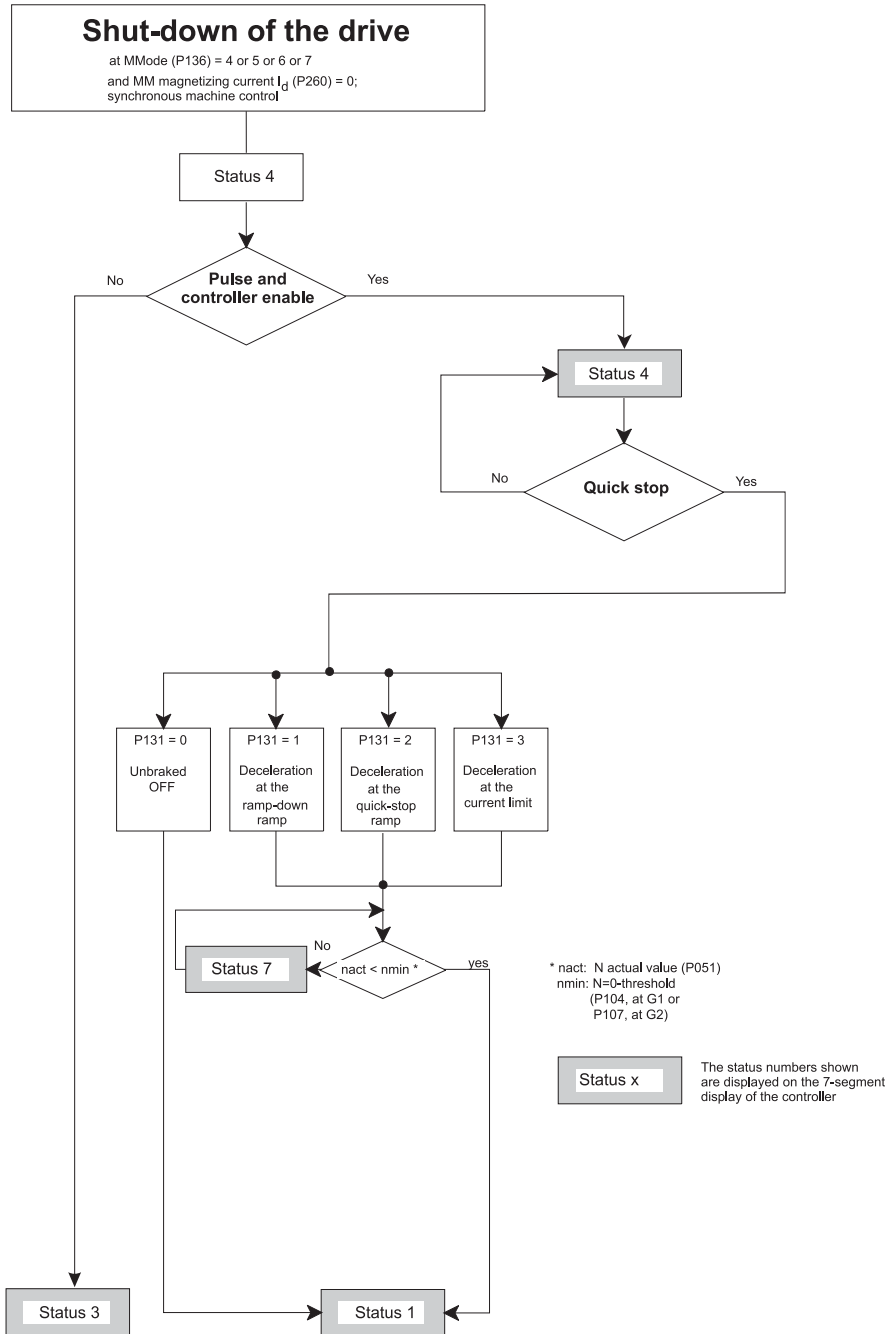 Shut-down of the drive
at MMode (P136) = 4 or 5 or 6 or 7
and MM magnetizing current Id (P260) = 0;
synchronous machine control
Status 4
Pulse and
controller enable
No
Yes
Status 4
Quick stop
No
Yes
P131 = 0
Unbraked
OFF
P131 = 1
Deceleration
at the
ramp-down
ramp
P131 = 2
Deceleration
at the
quick-stop
ramp
P131 = 3
Deceleration
at the
current limit
Status 7
No
nact < nmin *
yes
* nact: N actual value (P051)
nmin: N=0-threshold
(P104, at G1 or
P107, at G2)
Status x
The status numbers shown
are displayed on the 7-segment
display of the controller
Status 3
Status 1